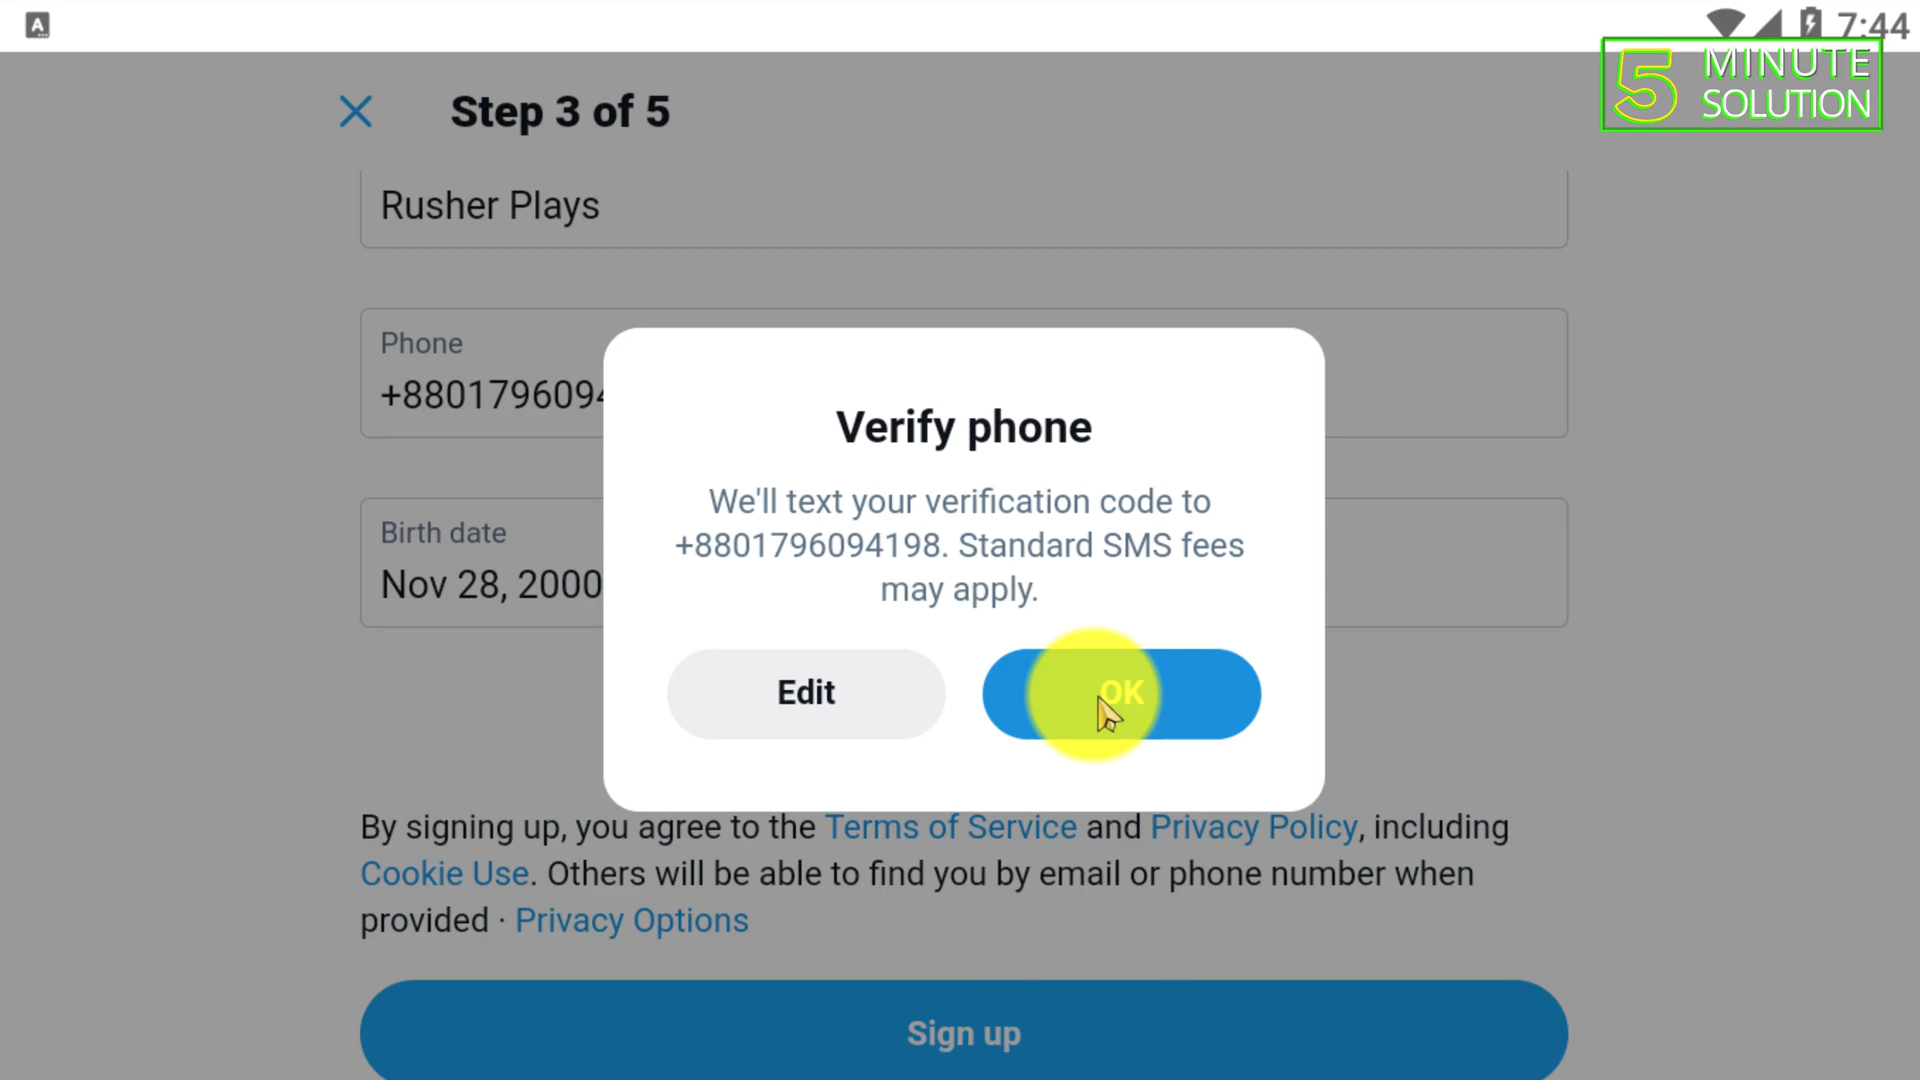 A
7:44
5 MINUTE
SOLUTION
Step 3 of 5
Rusher Plays
Phone
+8801796094
Birth date
Nov 28, 2000
Verify phone
We'll text your verification code to
+8801796094198. Standard SMS fees
may apply.
Edit
OK
By signing up, you agree to the Terms of Service and Privacy Policy, including
Cookie Use. Others will be able to find you by email or phone number when
provided · Privacy Options
Sign up